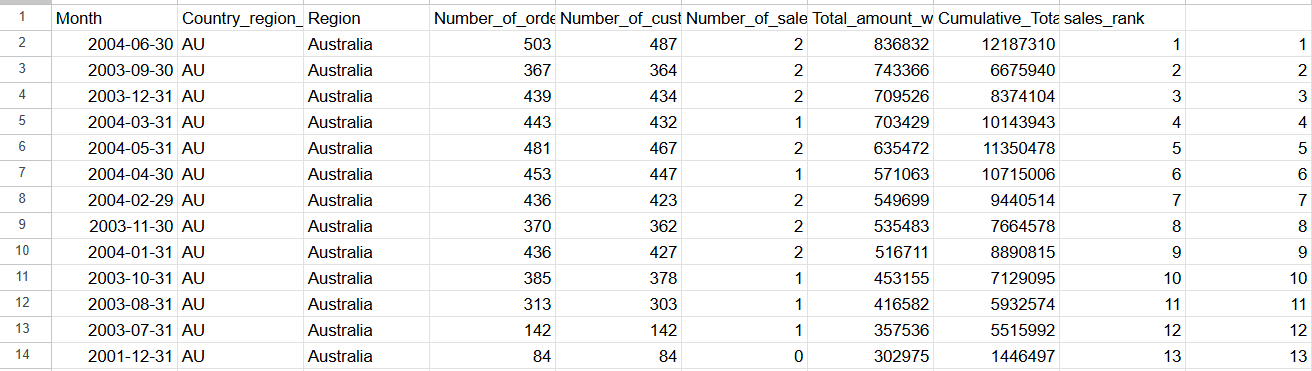 1 Month Country_region_ Region Number_of_orde Number_of_cust Number_of_sale Total_amount_w Cumulative_Tota sales_rank
2 2004-06-30 AU Australia 503 487 2 836832 12187310 1 1
3 2003-09-30 AU Australia 367 364 2 743366 6675940 2 2
4 2003-12-31 AU Australia 439 434 2 709526 8374104 3 3
5 2004-03-31 AU Australia 443 432 1 703429 10143943 4 4
6 2004-05-31 AU Australia 481 467 2 635472 11350478 5 5
7 2004-04-30 AU Australia 453 447 1 571063 10715006 6 6
8 2004-02-29 AU Australia 436 423 2 549699 9440514 7 7
9 2003-11-30 AU Australia 370 362 2 535483 7664578 8 8
10 2004-01-31 AU Australia 436 427 2 516711 8890815 9 9
11 2003-10-31 AU Australia 385 378 1 453155 7129095 10 10
12 2003-08-31 AU Australia 313 303 1 416582 5932574 11 11
13 2003-07-31 AU Australia 142 142 1 357536 5515992 12 12
14 2001-12-31 AU Australia 84 84 0 302975 1446497 13 13